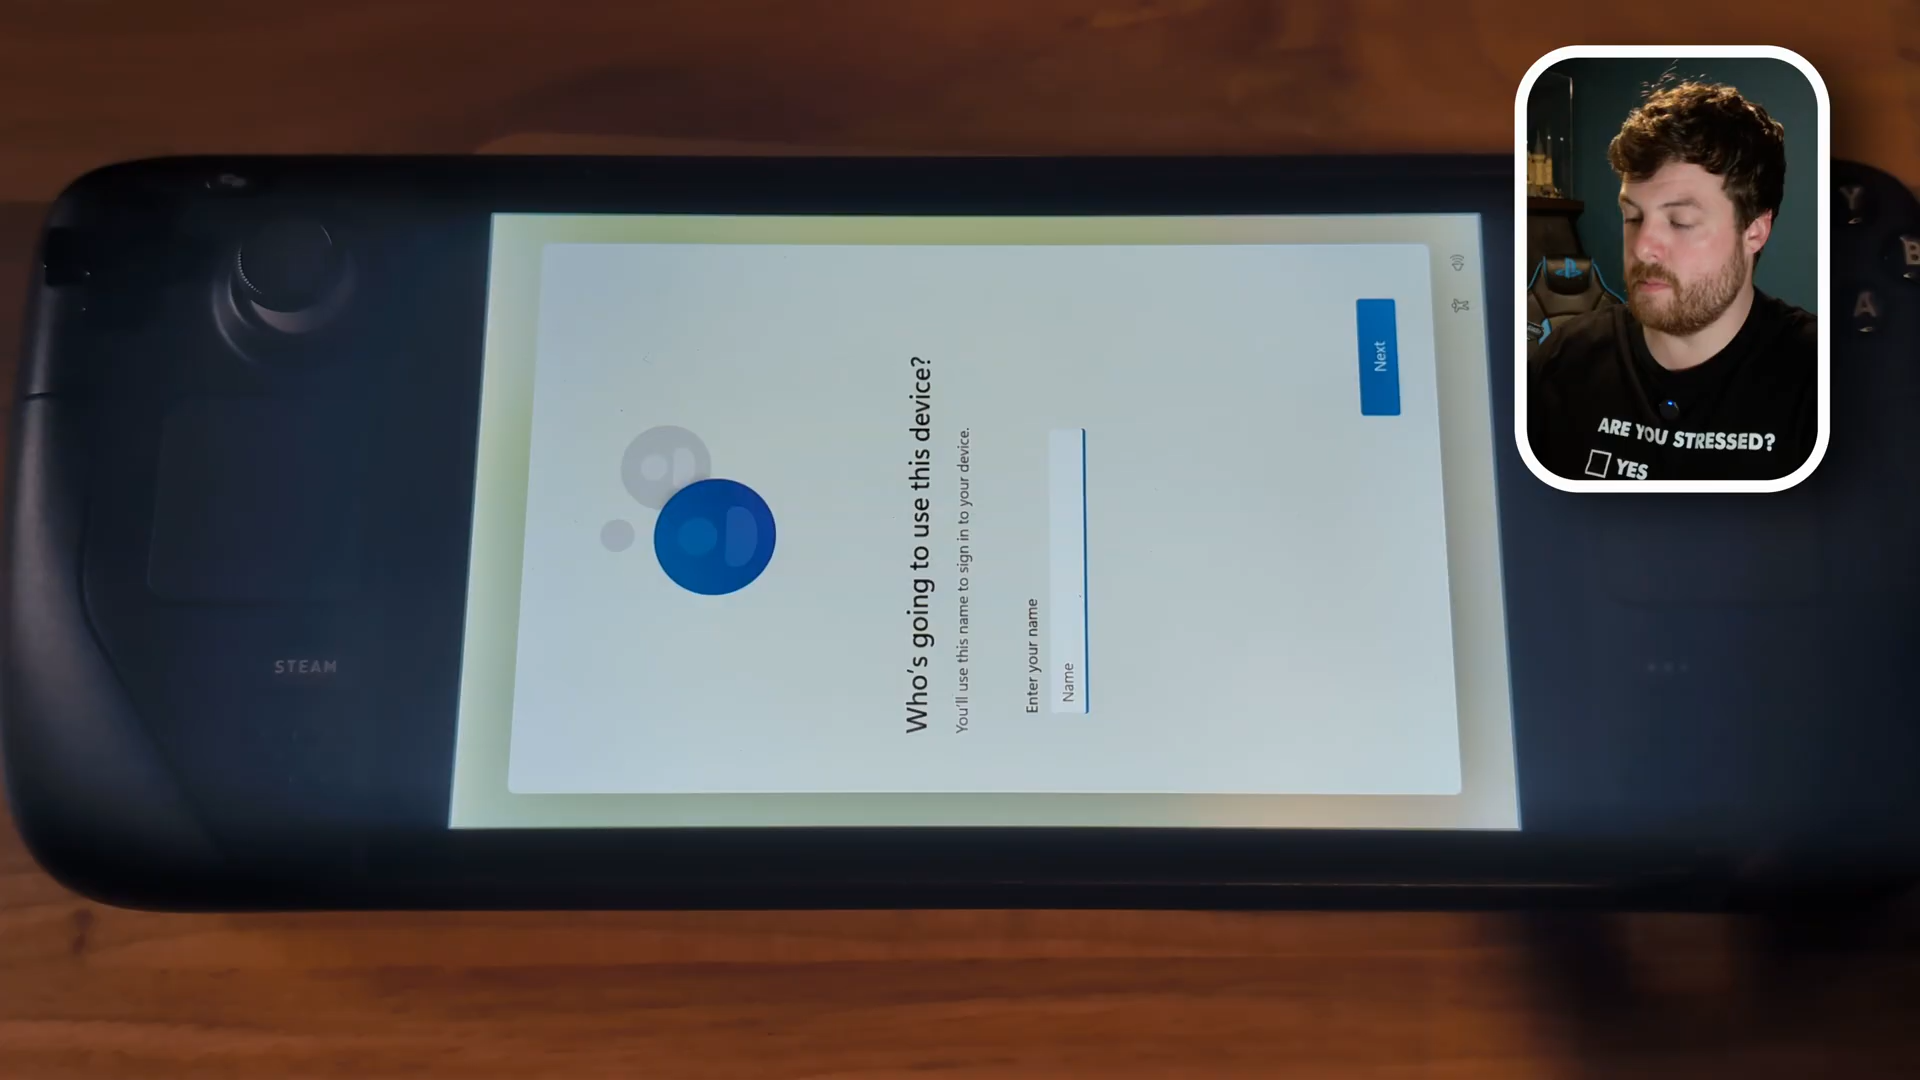 STEAM
Who's going to use this device?
You'll use this name to sign in to your device.
Enter your name
Name
Next
Y
B
A
ARE YOU STRESSED?
YES